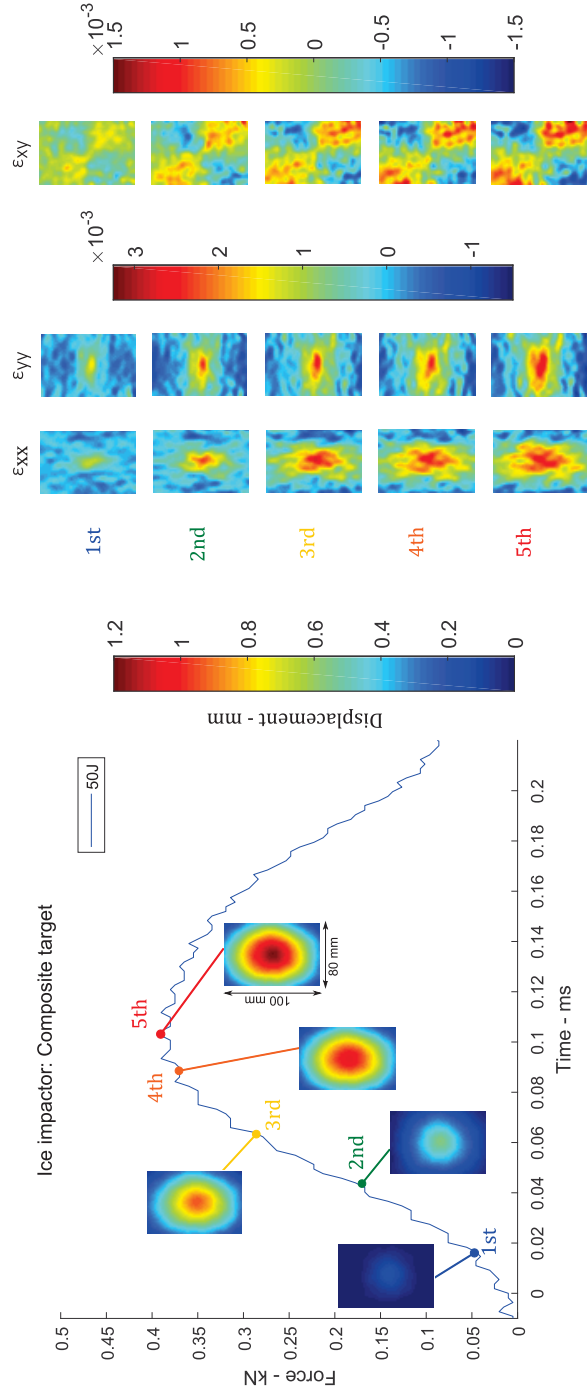 Ice impactor: Composite target
50J
Force - kN
0.5
0.45
0.4
0.35
0.3
0.25
0.2
0.15
0.1
0.05
0
1st
2nd
3rd
4th
5th
100 mm
80 mm
0 0.02 0.04 0.06 0.08 0.1 0.12 0.14 0.16 0.18 0.2
Time - ms
Displacement - mm
1.2
1
0.8
0.6
0.4
0.2
0
εxx εyy εxy
1st
2nd
3rd
4th
5th
×10⁻³
3
2
1
0
-1
×10⁻³
1.5
1
0.5
0
-0.5
-1
-1.5